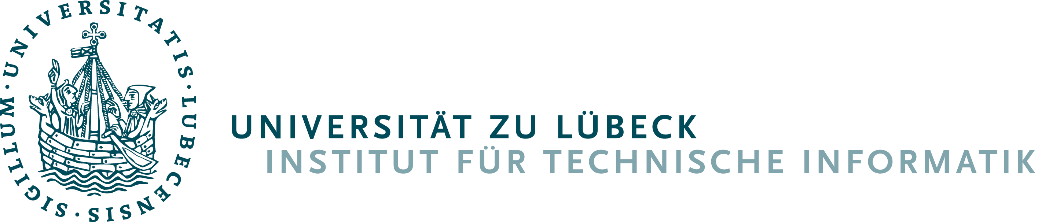 SIGILLUM · UNIVERSITATIS · LUBECENSIS ·
UNIVERSITÄT ZU LÜBECK
INSTITUT FÜR TECHNISCHE INFORMATIK